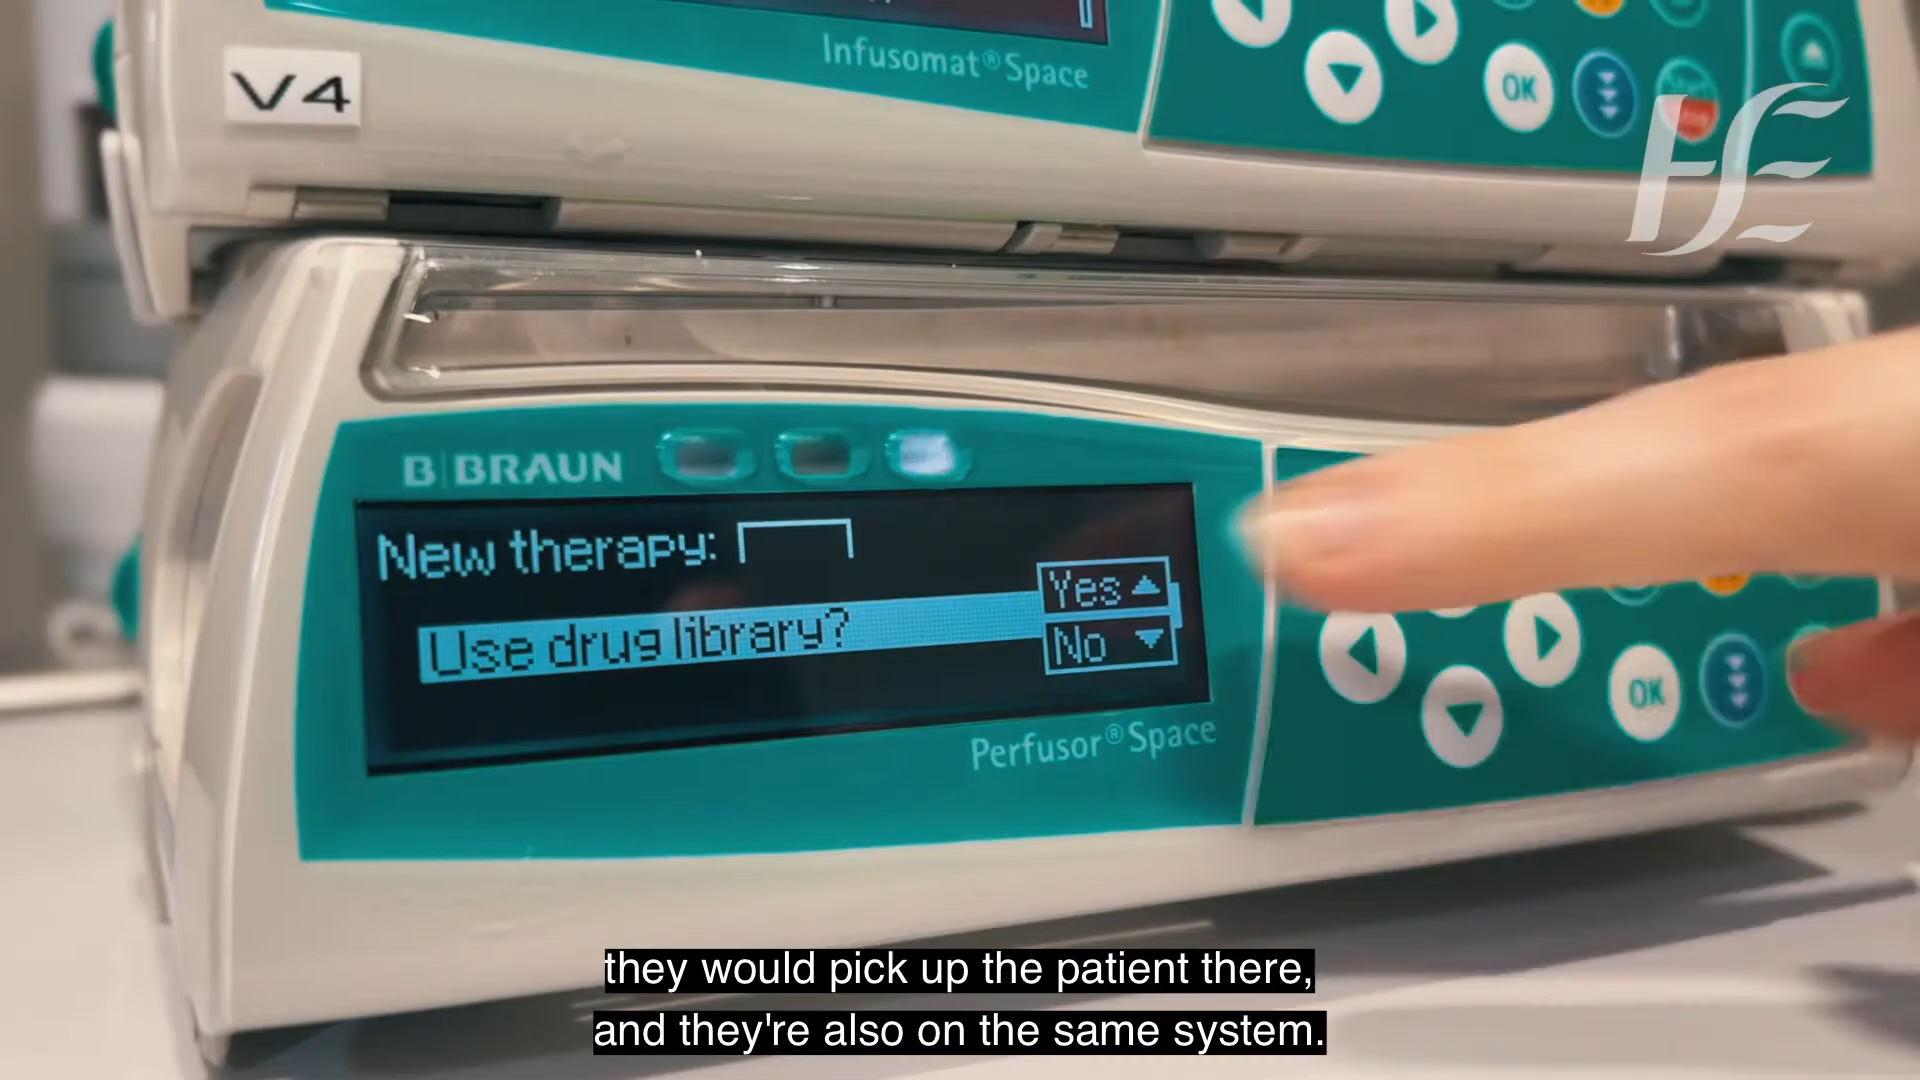 Infusomat®Space
V4
OK
HSE
B|BRAUN
New therapy:
Yes
Use drug library?
No
OK
Perfusor®Space
they would pick up the patient there,
and they're also on the same system.